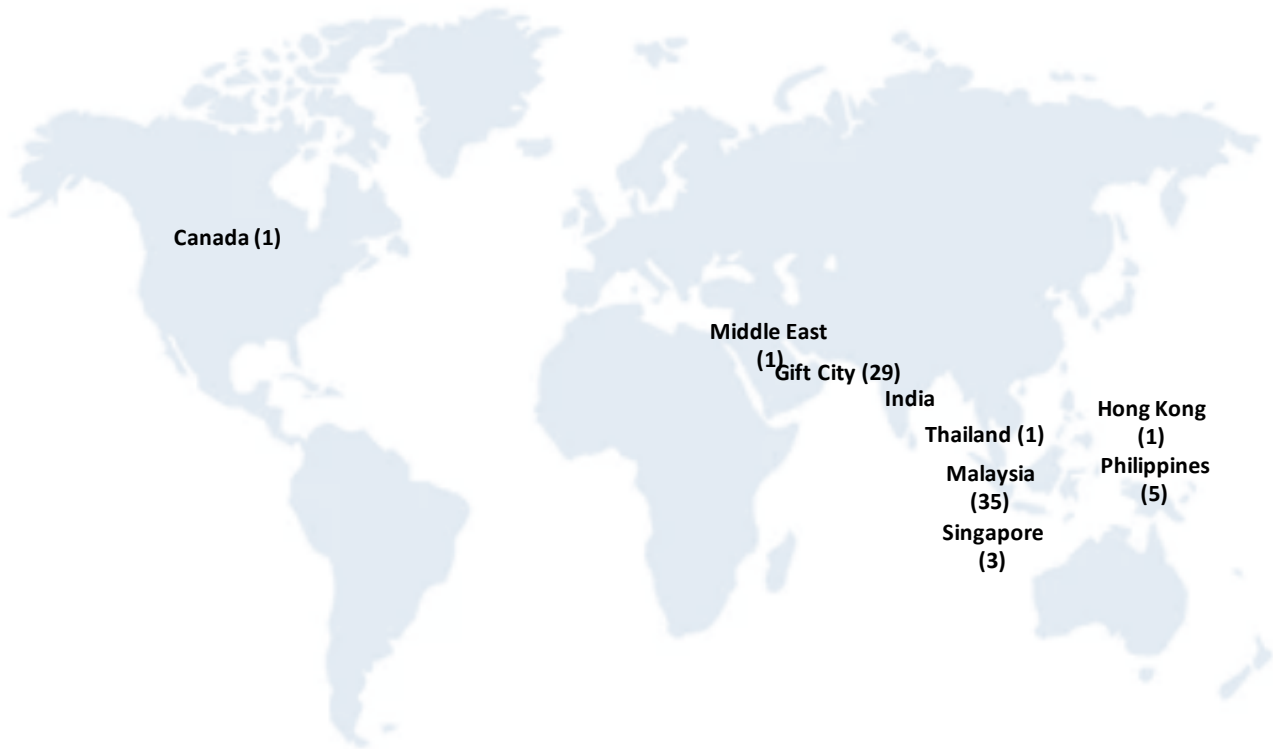 Canada (1)
Middle East
(1)
Gift City (29)
India
Thailand (1)
Malaysia
(35)
Singapore
(3)
Hong Kong
(1)
Philippines
(5)